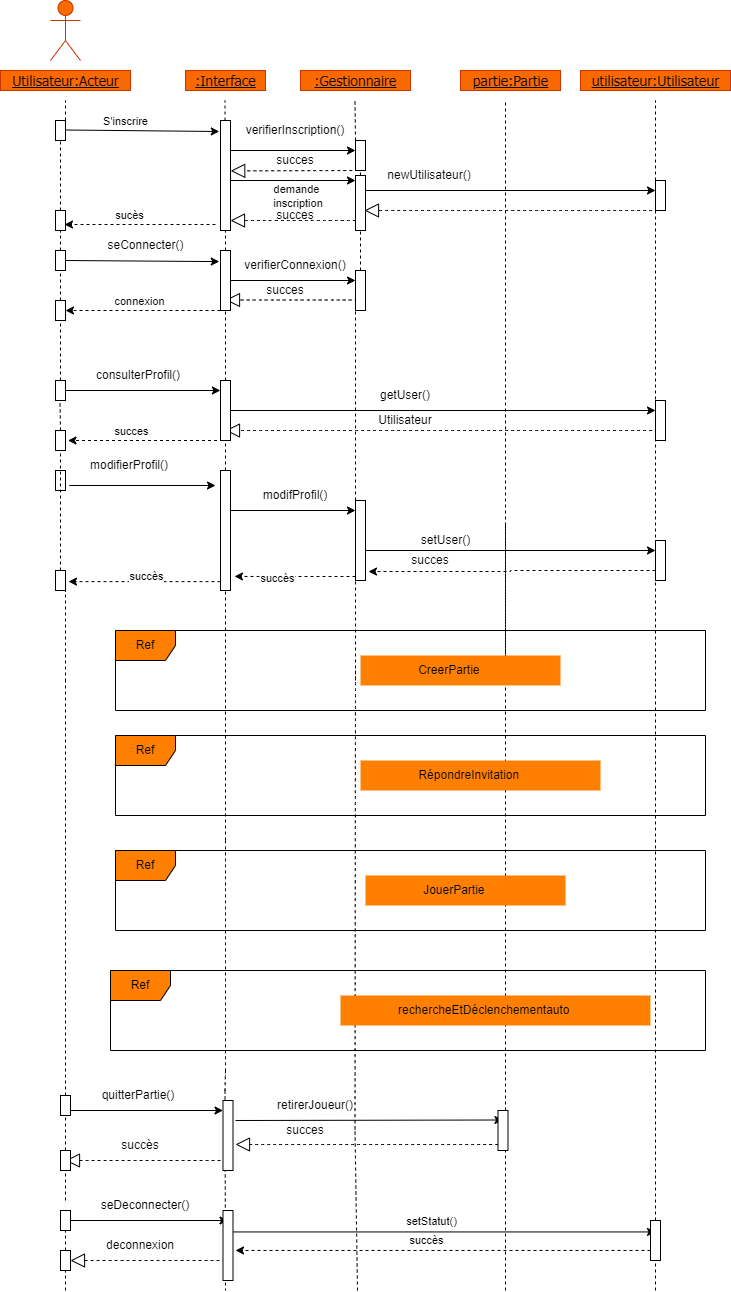 Utilisateur:Acteur
:Interface
:Gestionnaire
partie:Partie
utilisateur:Utilisateur
S'inscrire
verifierInscription()
succes
newUtilisateur()
demande
inscription
succes
sucès
seConnecter()
verifierConnexion()
succes
connexion
consulterProfil()
getUser()
Utilisateur
succes
modifierProfil()
modifProfil()
setUser()
succes
succès
succès
Ref
CreerPartie
Ref
RépondreInvitation
Ref
JouerPartie
Ref
rechercheEtDéclenchementauto
quitterPartie()
retirerJoueur()
succes
succès
seDeconnecter()
setStatut()
succès
deconnexion